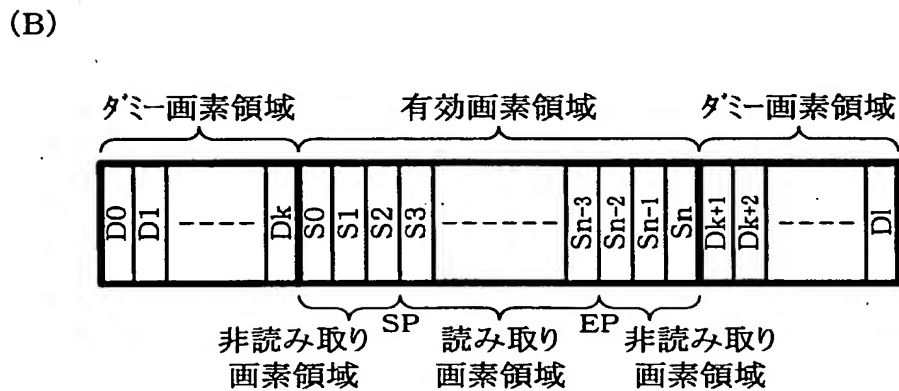 (B)
ダミー画素領域 有効画素領域 ダミー画素領域
D0 D1 Dk S0 S1 S2 S3 Sn-3 Sn-2 Sn-1 Sn Dk+1 Dk+2 Dl
SP EP
非読み取り 読み取り 非読み取り
画素領域 画素領域 画素領域